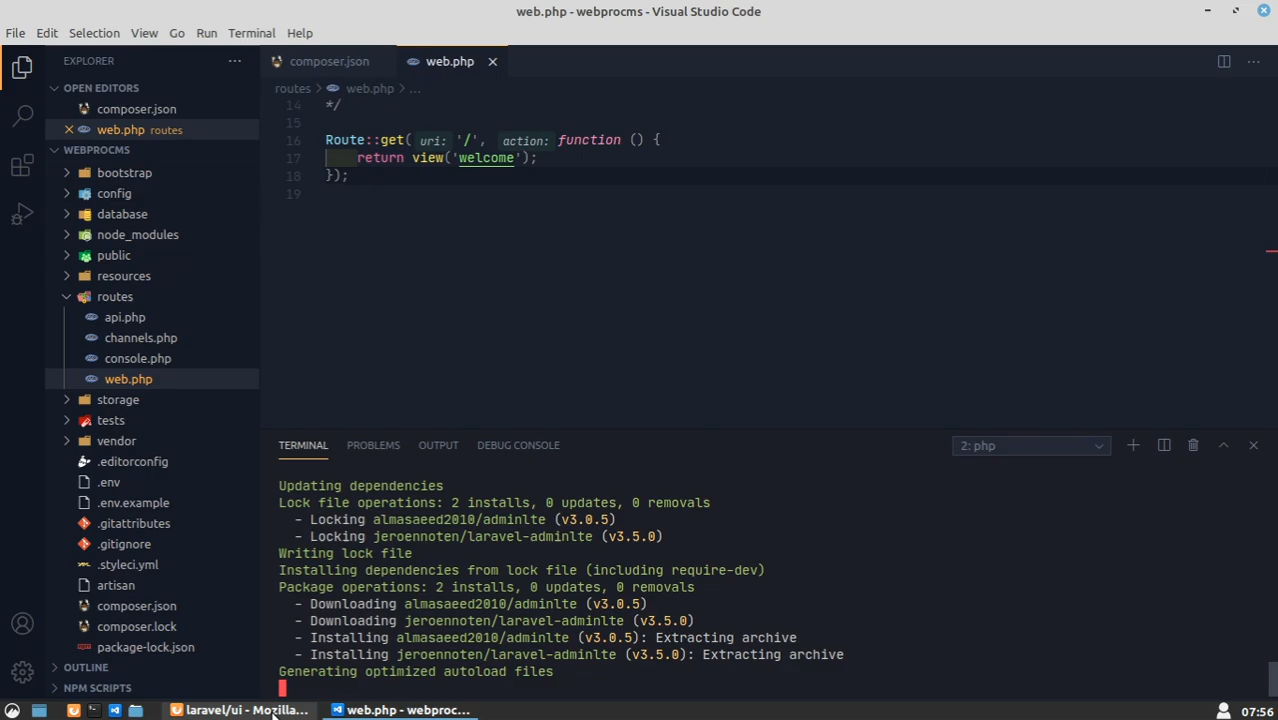 web.php - webprocms - Visual Studio Code
File Edit Selection View Go Run Terminal Help
EXPLORER
OPEN EDITORS
composer.json
web.php routes
WEBPROCMS
bootstrap
config
database
node_modules
public
resources
routes
api.php
channels.php
console.php
web.php
storage
tests
vendor
.editorconfig
.env
.env.example
.gitattributes
.gitignore
.styleci.yml
artisan
composer.json
composer.lock
package-lock.json
OUTLINE
NPM SCRIPTS
composer.json web.php
routes > web.php > ...
14 */
15
16 Route::get( uri: '/', action: function () {
17 return view('welcome');
18 });
19
TERMINAL PROBLEMS OUTPUT DEBUG CONSOLE 2: php
Updating dependencies
Lock file operations: 2 installs, 0 updates, 0 removals
- Locking almasaeed2010/adminlte (v3.0.5)
- Locking jeroennoten/laravel-adminlte (v3.5.0)
Writing lock file
Installing dependencies from lock file (including require-dev)
Package operations: 2 installs, 0 updates, 0 removals
- Downloading almasaeed2010/adminlte (v3.0.5)
- Downloading jeroennoten/laravel-adminlte (v3.5.0)
- Installing almasaeed2010/adminlte (v3.0.5): Extracting archive
- Installing jeroennoten/laravel-adminlte (v3.5.0): Extracting archive
Generating optimized autoload files
laravel/ui - Mozilla... web.php - webproc... 07:56